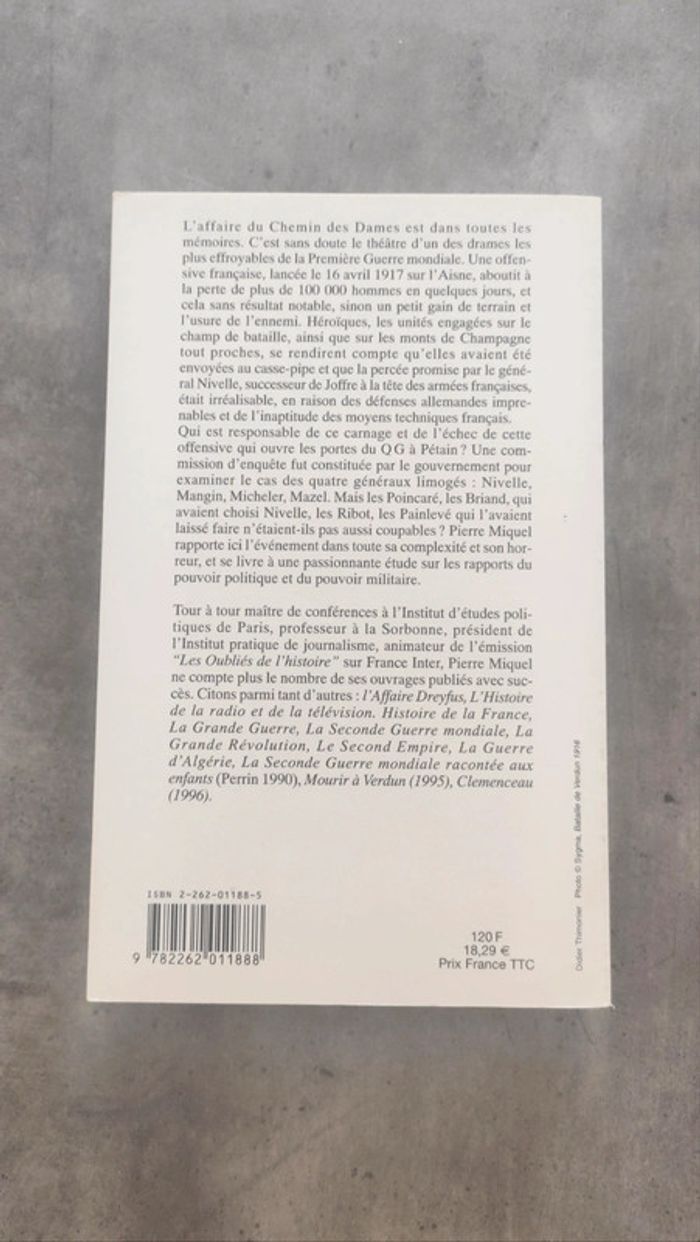 L'affaire du Chemin des Dames est dans toutes les
mémoires. C'est sans doute le théâtre d'un des drames les
plus effroyables de la Première Guerre mondiale. Une offen-
sive française, lancée le 16 avril 1917 sur l'Aisne, aboutit à
la perte de plus de 100 000 hommes en quelques jours, et
cela sans résultat notable, sinon un petit gain de terrain et
l'usure de l'ennemi. Héroïques, les unités engagées sur le
champ de bataille, ainsi que sur les monts de Champagne
tout proches, se rendirent compte qu'elles avaient été
envoyées au casse-pipe et que la percée promise par le géné-
ral Nivelle, successeur de Joffre à la tête des armées françaises,
était irréalisable, en raison des défenses allemandes impre-
nables et de l'inaptitude des moyens techniques français.
Qui est responsable de ce carnage et de l'échec de cette
offensive qui ouvre les portes du QG à Pétain ? Une com-
mission d'enquête fut constituée par le gouvernement pour
examiner le cas des quatre généraux limogés : Nivelle,
Mangin, Micheler, Mazel. Mais les Poincaré, les Briand, qui
avaient choisi Nivelle, les Ribot, les Painlevé qui l'avaient
laissé faire n'étaient-ils pas aussi coupables ? Pierre Miquel
rapporte ici l'événement dans toute sa complexité et son hor-
reur, et se livre à une passionnante étude sur les rapports du
pouvoir politique et du pouvoir militaire.
Tour à tour maître de conférences à l'Institut d'études poli-
tiques de Paris, professeur à la Sorbonne, président de
l'Institut pratique de journalisme, animateur de l'émission
"Les Oubliés de l'histoire" sur France Inter, Pierre Miquel
ne compte plus le nombre de ses ouvrages publiés avec suc-
cès. Citons parmi tant d'autres : l'Affaire Dreyfus, L'Histoire
de la radio et de la télévision. Histoire de la France,
La Grande Guerre, La Seconde Guerre mondiale, La
Grande Révolution, Le Second Empire, La Guerre
d'Algérie, La Seconde Guerre mondiale racontée aux
enfants (Perrin 1990), Mourir à Verdun (1995), Clemenceau
(1996).
ISBN 2-262-01188-5
9 782262 011888
120 F
18,29 €
Prix France TTC
Didier Thimonier Photo © Sygma, Bataille de Verdun 1916